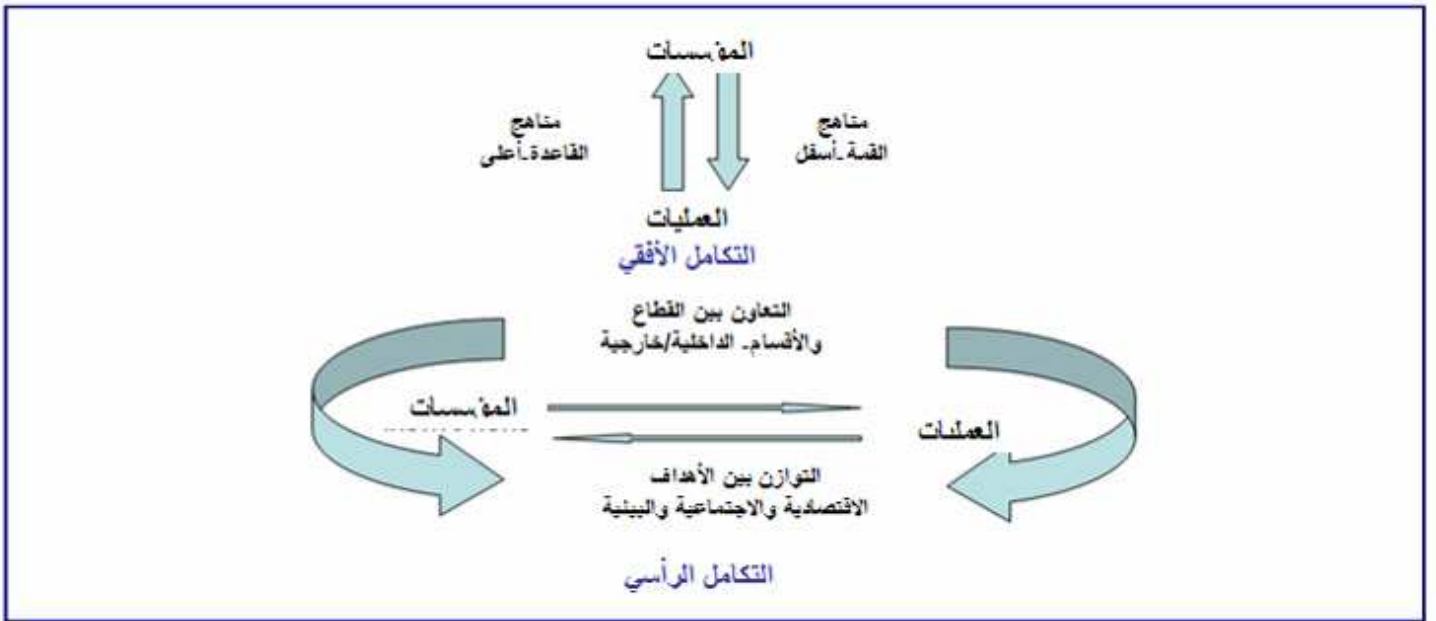 المؤسسات
مناهج
القمة-أسفل
مناهج
القاعدة-أعلى
العمليات
التكامل الأفقي
التعاون بين القطاع
والأقسام- الداخلية/خارجية
المؤسسات
العمليات
التوازن بين الأهداف
الاقتصادية والاجتماعية والبيئية
التكامل الرأسي